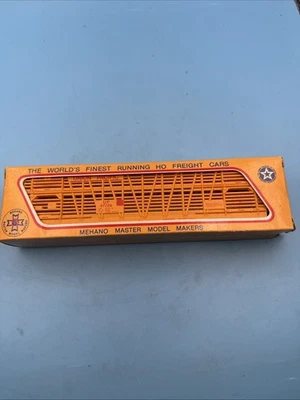 THE WORLD'S FINEST RUNNING HO FREIGHT CARS
MEHANO MASTER MODEL MAKERS